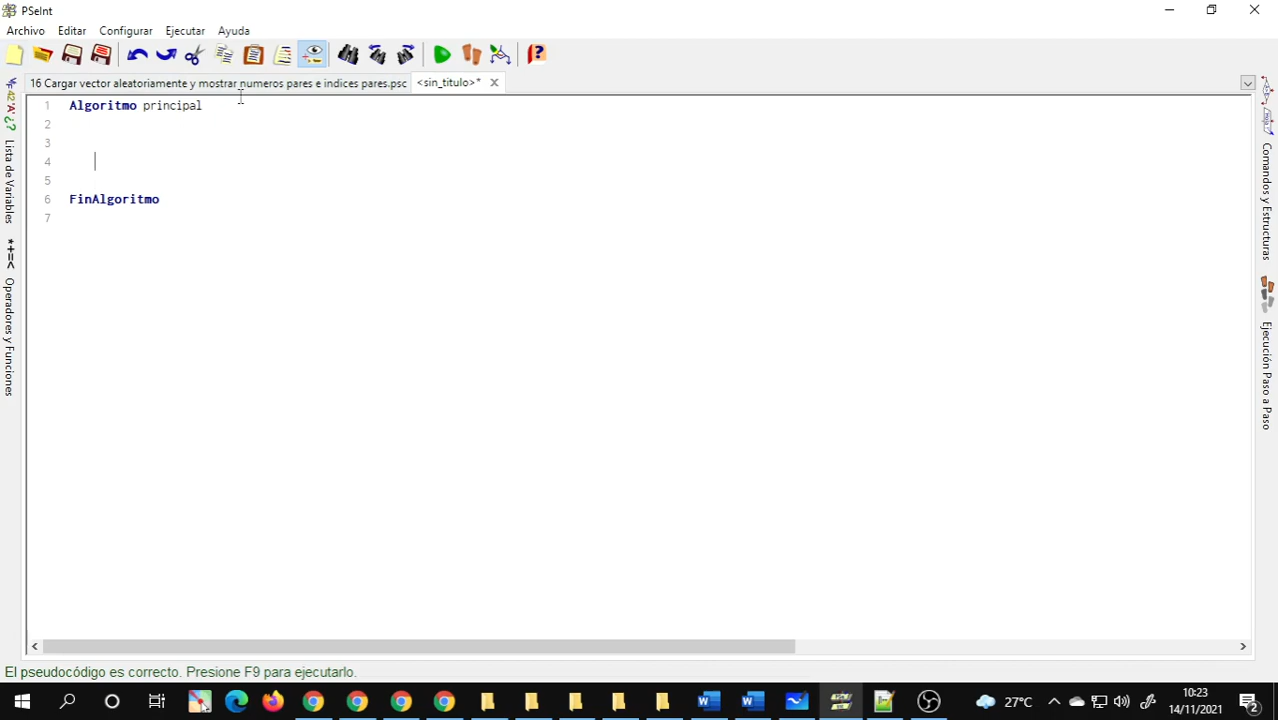 PSeInt
Archivo Editar Configurar Ejecutar Ayuda
16 Cargar vector aleatoriamente y mostrar numeros pares e indices pares.psc <sin_titulo>*
1 Algoritmo principal
2
3
4
5
6 FinAlgoritmo
7
*+=< Operadores y Funciones
42 'A' ¿? Lista de Variables
Comandos y Estructuras
Ejecución Paso a Paso
El pseudocódigo es correcto. Presione F9 para ejecutarlo.
27°C
10:23
14/11/2021
2